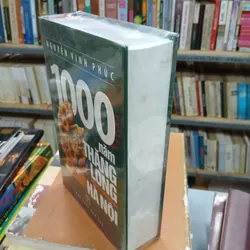 NGUYỄN VINH PHÚC
1000
năm
THĂNG
LONG
HÀ NỘI